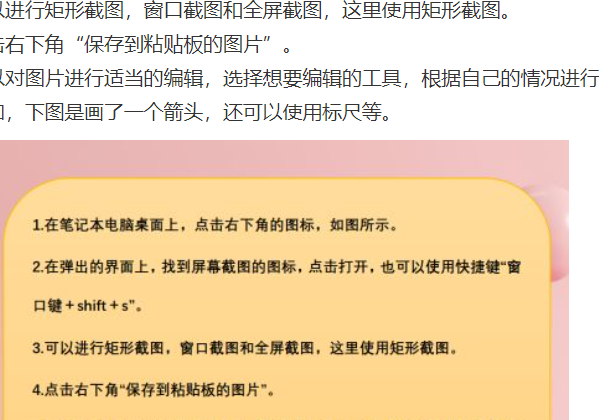 进行矩形截图，窗口截图和全屏截图，这里使用矩形截图。
右下角“保存到粘贴板的图片”。
对图片进行适当的编辑，选择想要编辑的工具，根据自己的情况进行
，下图是画了一个箭头，还可以使用标尺等。
1.在笔记本电脑桌面上，点击右下角的图标，如图所示。
2.在弹出的界面上，找到屏幕截图的图标，点击打开，也可以使用快捷键“窗
口键＋shift＋s”。
3.可以进行矩形截图，窗口截图和全屏截图，这里使用矩形截图。
4.点击右下角“保存到粘贴板的图片”。